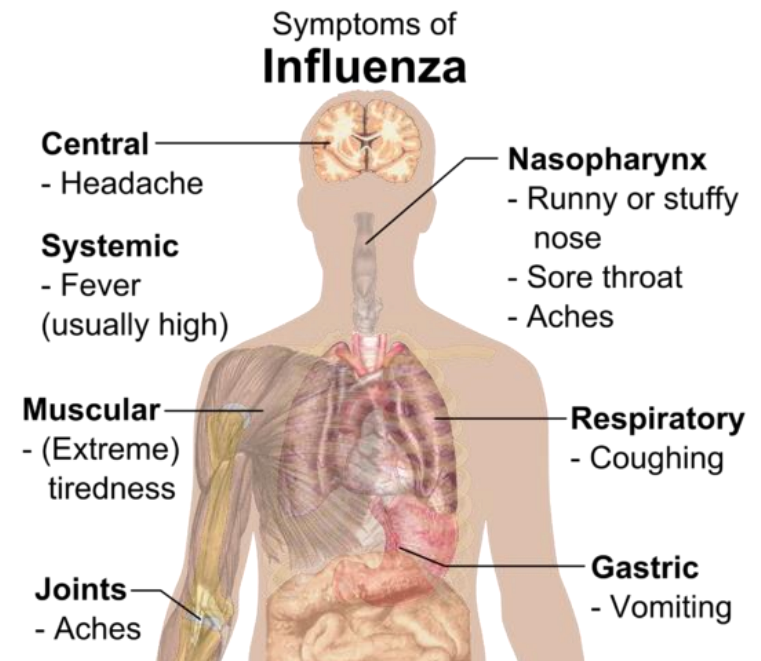 Symptoms of
Influenza
Central
- Headache
Systemic
- Fever
(usually high)
Muscular
- (Extreme)
tiredness
Joints
- Aches
Nasopharynx
- Runny or stuffy
nose
- Sore throat
- Aches
Respiratory
- Coughing
Gastric
- Vomiting